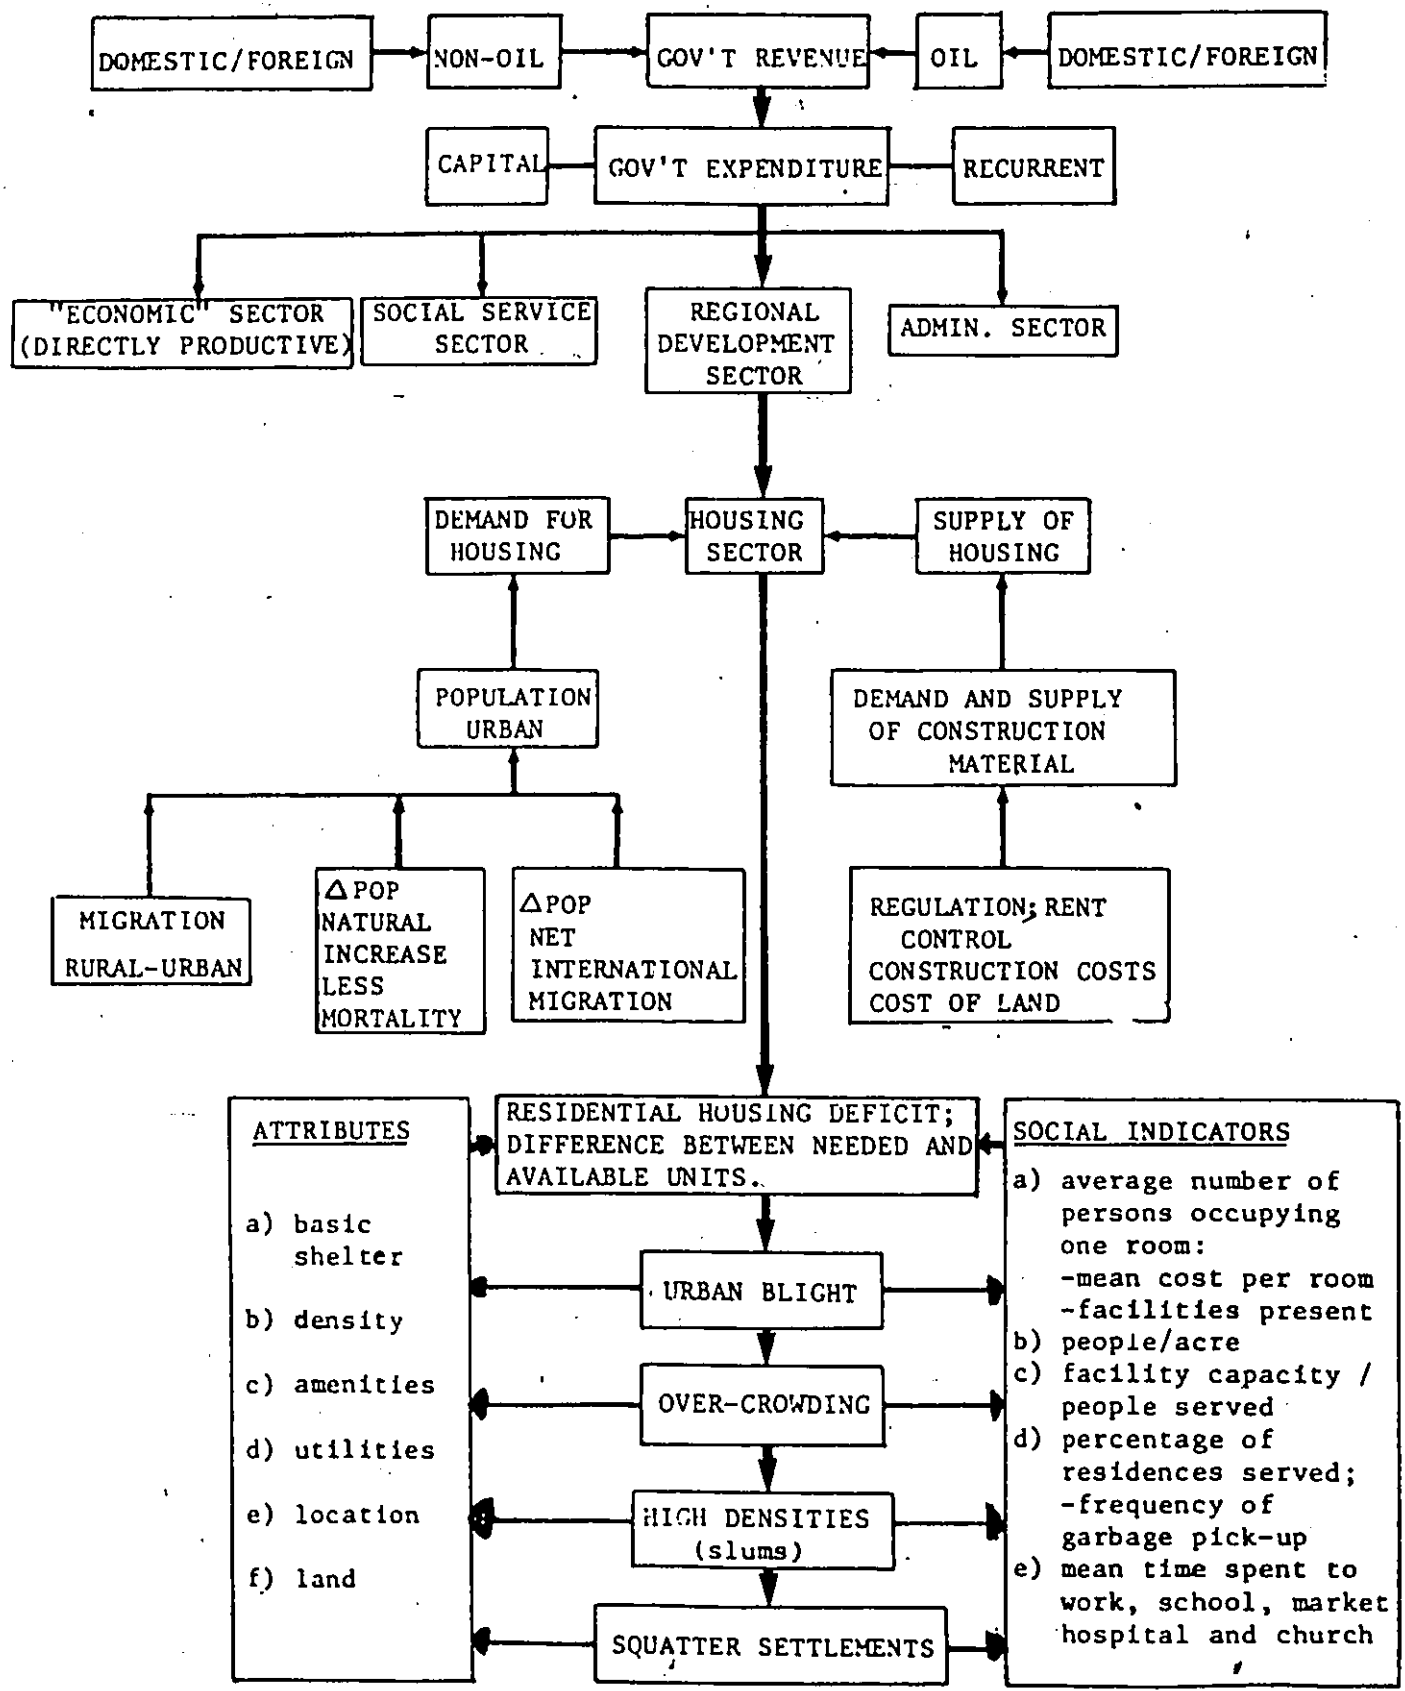 DOMESTIC/FOREIGN
NON-OIL
GOV'T REVENUE
OIL
DOMESTIC/FOREIGN
CAPITAL
GOV'T EXPENDITURE
RECURRENT
"ECONOMIC" SECTOR
(DIRECTLY PRODUCTIVE)
SOCIAL SERVICE
SECTOR
REGIONAL
DEVELOPMENT
SECTOR
ADMIN. SECTOR
DEMAND FOR
HOUSING
HOUSING
SECTOR
SUPPLY OF
HOUSING
POPULATION
URBAN
DEMAND AND SUPPLY
OF CONSTRUCTION
MATERIAL
MIGRATION
RURAL-URBAN
△POP
NATURAL
INCREASE
LESS
MORTALITY
△POP
NET
INTERNATIONAL
MIGRATION
REGULATION; RENT
CONTROL
CONSTRUCTION COSTS
COST OF LAND
ATTRIBUTES
a) basic
shelter
b) density
c) amenities
d) utilities
e) location
f) land
RESIDENTIAL HOUSING DEFICIT;
DIFFERENCE BETWEEN NEEDED AND
AVAILABLE UNITS.
URBAN BLIGHT
OVER-CROWDING
HIGH DENSITIES
(slums)
SQUATTER SETTLEMENTS
SOCIAL INDICATORS
a) average number of
persons occupying
one room:
-mean cost per room
-facilities present
b) people/acre
c) facility capacity /
people served
d) percentage of
residences served;
-frequency of
garbage pick-up
e) mean time spent to
work, school, market
hospital and church